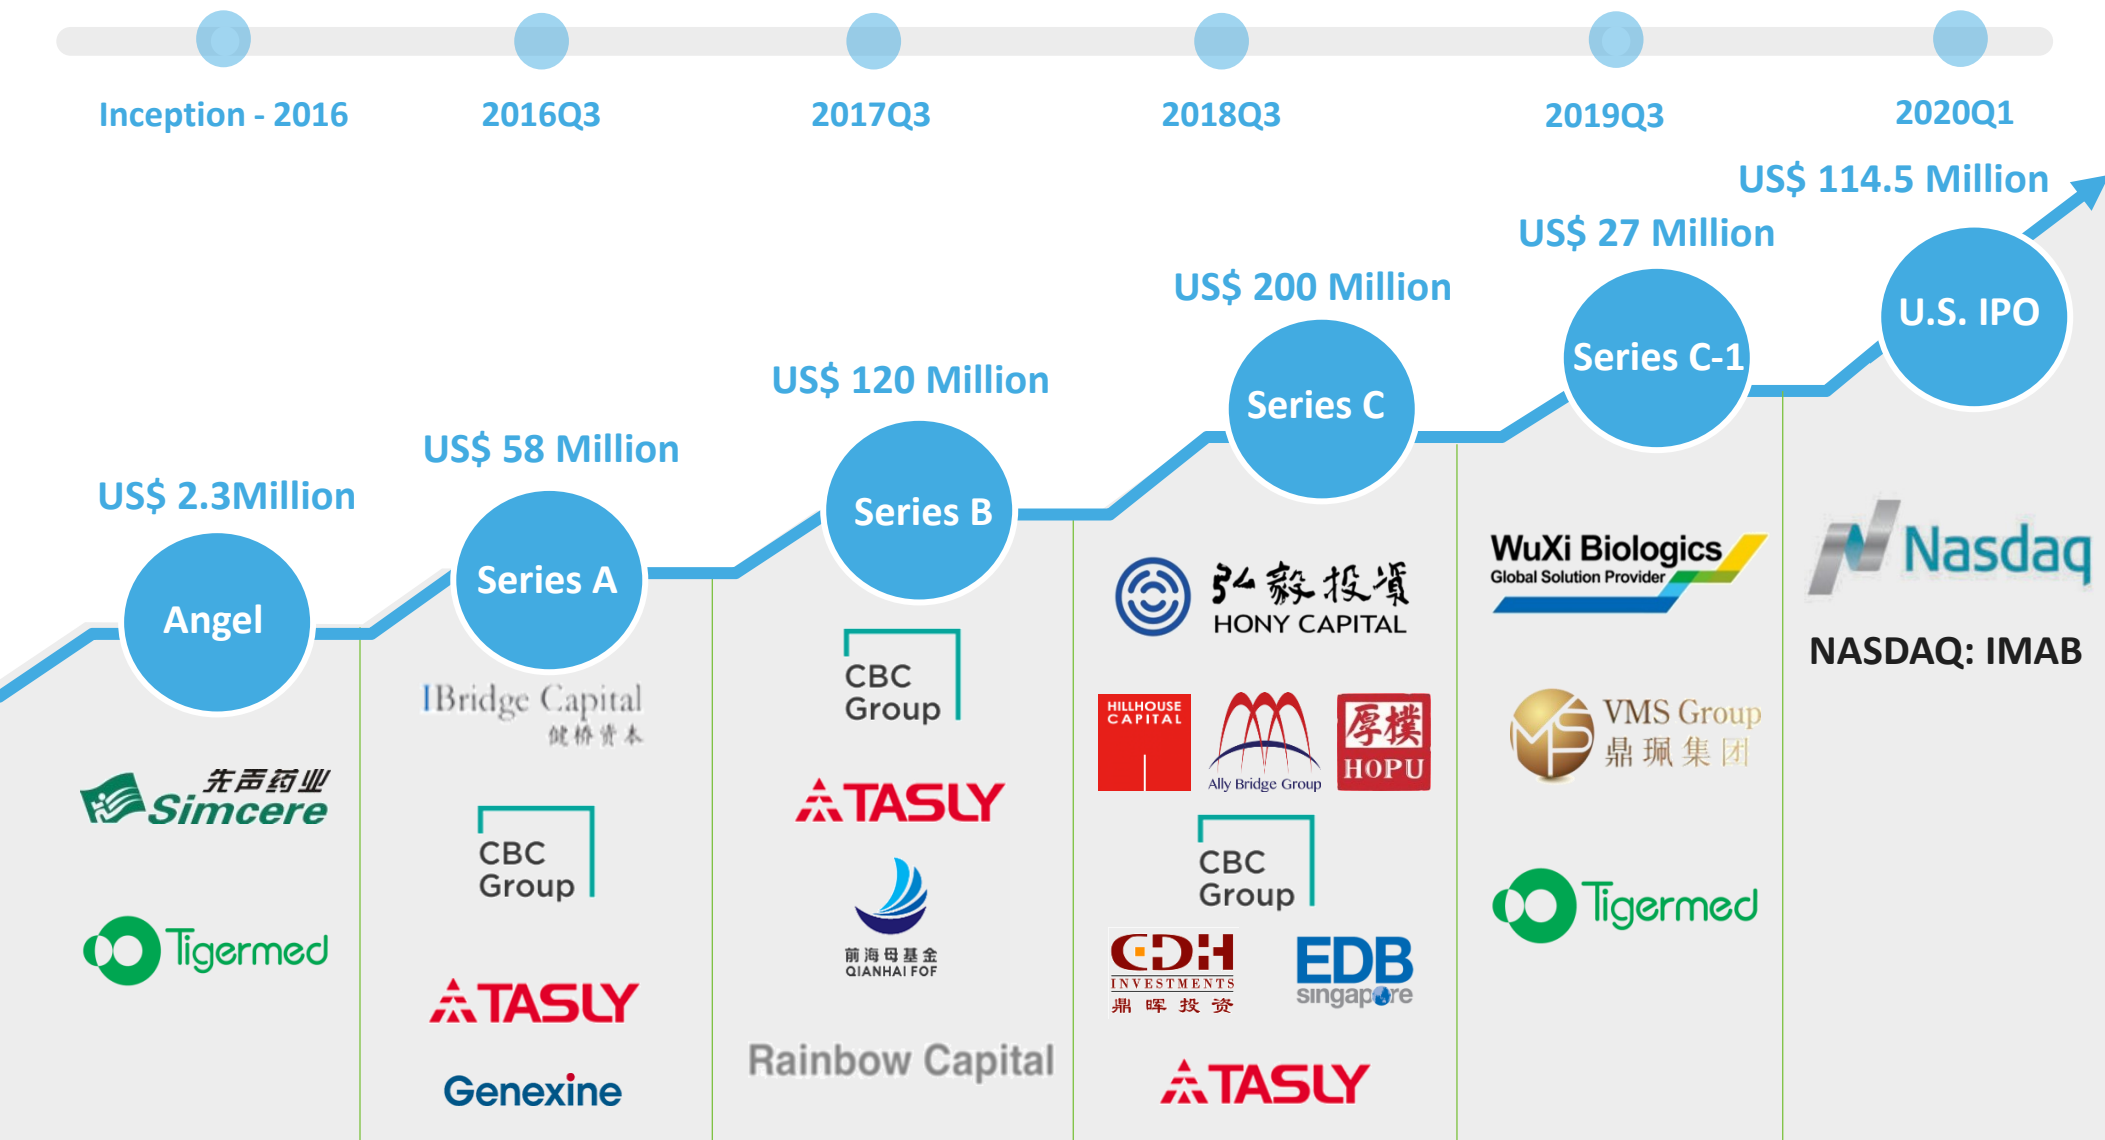 Inception - 2016
2016Q3
2017Q3
2018Q3
2019Q3
2020Q1
US$ 2.3Million
Angel
先声药业
Simcere
Tigermed
US$ 58 Million
Series A
IBridge Capital
健桥资本
CBC
Group
TASLY
Genexine
US$ 120 Million
Series B
CBC
Group
TASLY
前海母基金
QIANHAI FOF
Rainbow Capital
US$ 200 Million
Series C
弘毅投資
HONY CAPITAL
HILLHOUSE
CAPITAL
Ally Bridge Group
厚樸
HOPU
CBC
Group
CDH
INVESTMENTS
鼎晖投资
EDB
singapore
TASLY
US$ 27 Million
Series C-1
WuXi Biologics
Global Solution Provider
VMS Group
鼎珮集团
Tigermed
US$ 114.5 Million
U.S. IPO
Nasdaq
NASDAQ: IMAB